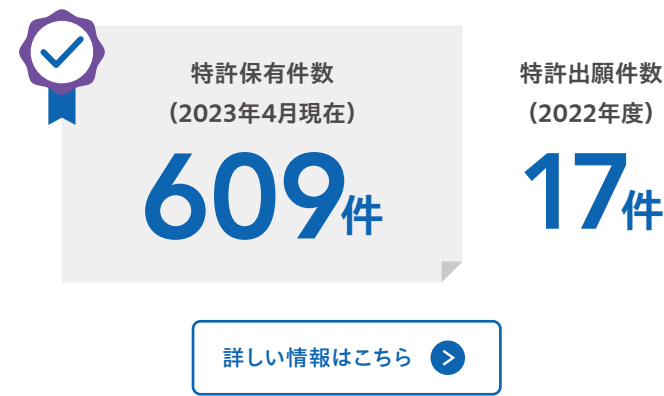 特許保有件数
（2023年4月現在）
609件
特許出願件数
（2022年度）
17件
詳しい情報はこちら